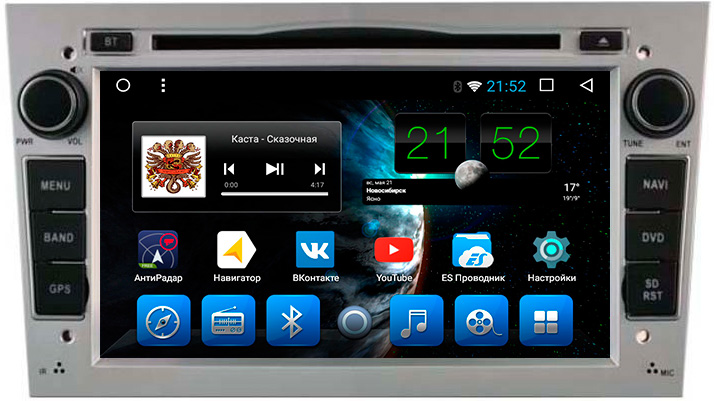 BT
PWR
VOL
TUNE
ENT
MENU
BAND
GPS
NAVI
DVD
SD
RST
IR
MIC
21:52
Каста - Сказочная
0:00
4:17
21 52
вс, мая 21
Новосибирск
Ясно
17°
19°/9°
FREE
АнтиРадар
Навигатор
ВКонтакте
YouTube
ES
ES Проводник
Настройки